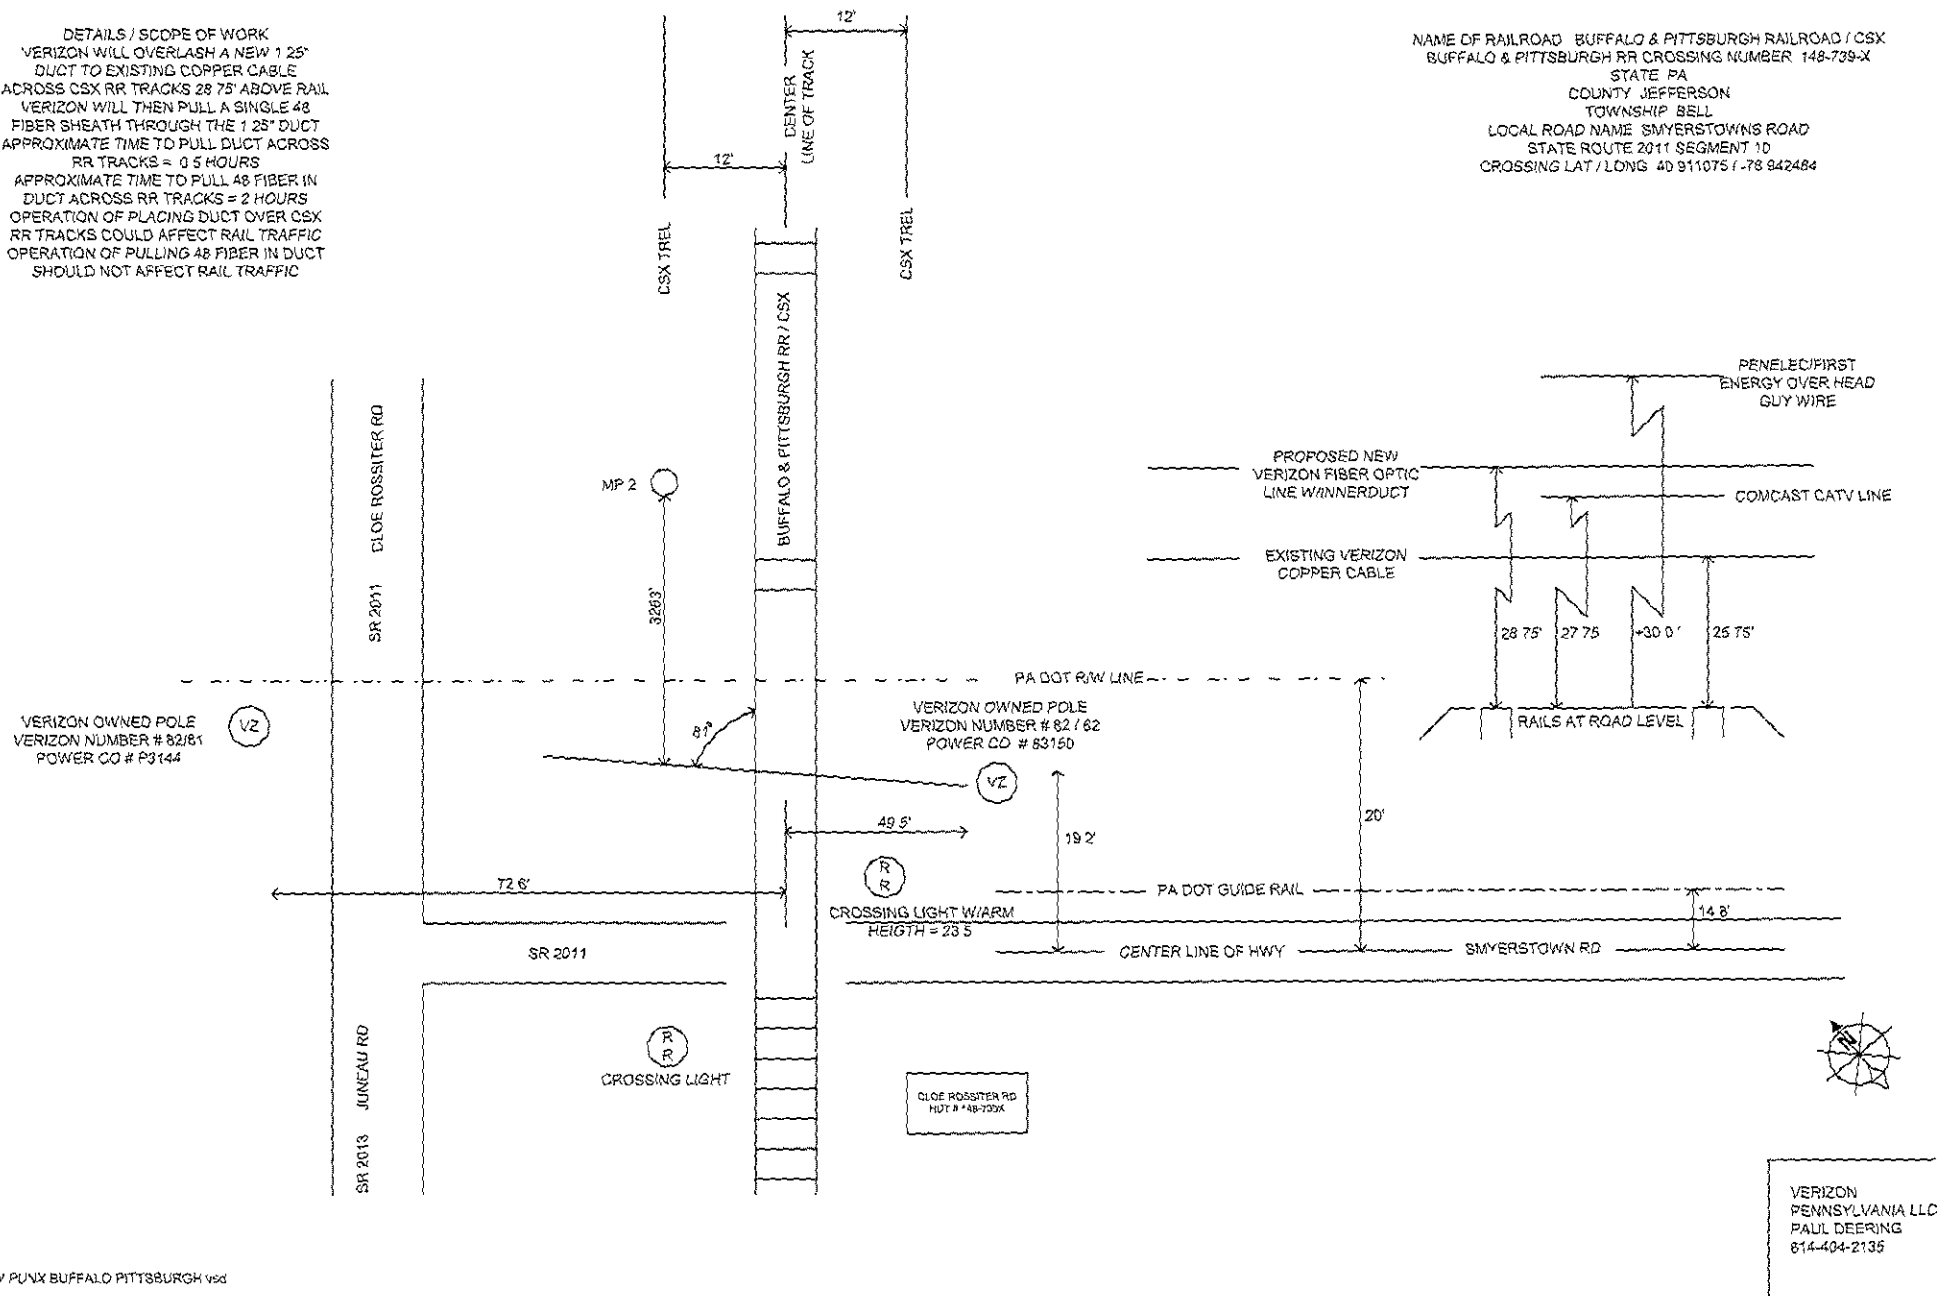 DETAILS / SCOPE OF WORK
VERIZON WILL OVERLASH A NEW 1 25"
DUCT TO EXISTING COPPER CABLE
ACROSS CSX RR TRACKS 28 75' ABOVE RAIL
VERIZON WILL THEN PULL A SINGLE 48
FIBER SHEATH THROUGH THE 1 25" DUCT
APPROXIMATE TIME TO PULL DUCT ACROSS
RR TRACKS = 0 5 HOURS
APPROXIMATE TIME TO PULL 48 FIBER IN
DUCT ACROSS RR TRACKS = 2 HOURS
OPERATION OF PLACING DUCT OVER CSX
RR TRACKS COULD AFFECT RAIL TRAFFIC
OPERATION OF PULLING 48 FIBER IN DUCT
SHOULD NOT AFFECT RAIL TRAFFIC
12'
CENTER
LINE OF TRACK
12'
CSX TREL
CSX TREL
NAME OF RAILROAD BUFFALO & PITTSBURGH RAILROAD / CSX
BUFFALO & PITTSBURGH RR CROSSING NUMBER 148-739-X
STATE PA
COUNTY JEFFERSON
TOWNSHIP BELL
LOCAL ROAD NAME SMYERSTOWNS ROAD
STATE ROUTE 2011 SEGMENT 10
CROSSING LAT / LONG 40 911075 / -78 942484
BUFFALO & PITTSBURGH RR / CSX
SR 2011 CLOE ROSSITER RD
MP 2
3263'
PENELEC/FIRST
ENERGY OVER HEAD
GUY WIRE
PROPOSED NEW
VERIZON FIBER OPTIC
LINE W/INNERDUCT
COMCAST CATV LINE
EXISTING VERIZON
COPPER CABLE
28 75'
27 75
+30 0 '
25 75'
RAILS AT ROAD LEVEL
PA DOT R/W LINE
VERIZON OWNED POLE
VERIZON NUMBER # 82/61
POWER CO # P3144
VZ
81°
VERIZON OWNED POLE
VERIZON NUMBER # 82 / 62
POWER CO # 83150
VZ
49 5'
19 2'
20'
72 6'
R
R
CROSSING LIGHT W/ARM
HEIGTH = 23 5
PA DOT GUIDE RAIL
14 8'
SR 2011
CENTER LINE OF HWY
SMYERSTOWN RD
SR 2013 JUNEAU RD
R
R
CROSSING LIGHT
CLOE ROSSITER RD
HUT #
N
VERIZON
PENNSYLVANIA LLC
PAUL DEERING
814-404-2135
PUNX BUFFALO PITTSBURGH vsd